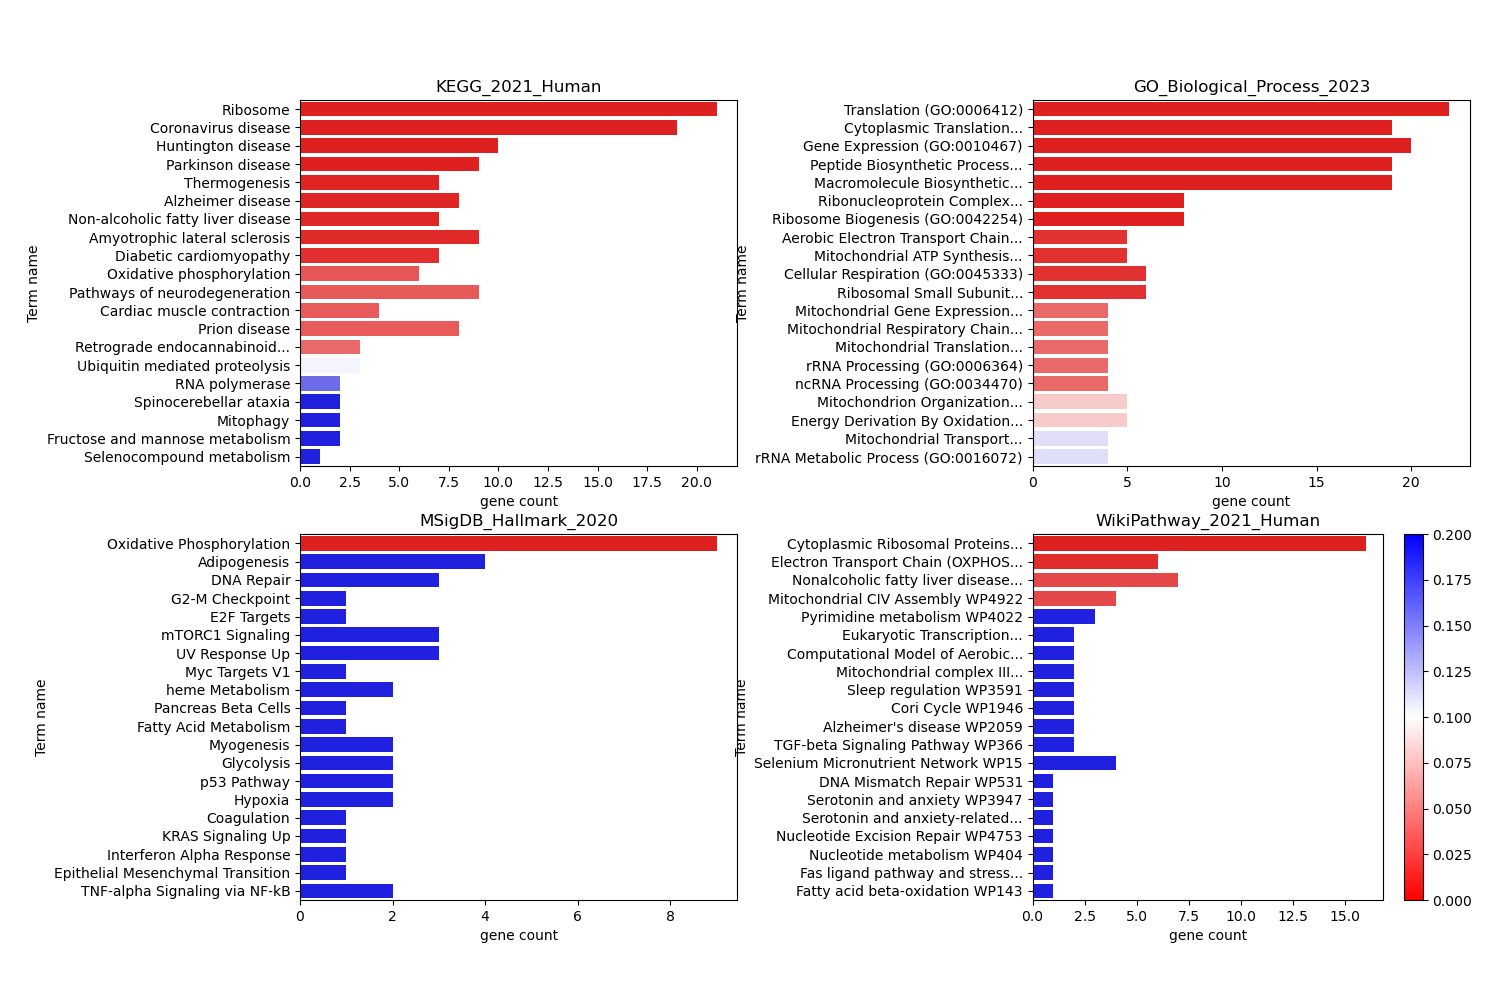 KEGG_2021_Human
Term name
Ribosome
Coronavirus disease
Huntington disease
Parkinson disease
Thermogenesis
Alzheimer disease
Non-alcoholic fatty liver disease
Amyotrophic lateral sclerosis
Diabetic cardiomyopathy
Oxidative phosphorylation
Pathways of neurodegeneration
Cardiac muscle contraction
Prion disease
Retrograde endocannabinoid...
Ubiquitin mediated proteolysis
RNA polymerase
Spinocerebellar ataxia
Mitophagy
Fructose and mannose metabolism
Selenocompound metabolism
0.0 2.5 5.0 7.5 10.0 12.5 15.0 17.5 20.0
gene count
GO_Biological_Process_2023
Term name
Translation (GO:0006412)
Cytoplasmic Translation...
Gene Expression (GO:0010467)
Peptide Biosynthetic Process...
Macromolecule Biosynthetic...
Ribonucleoprotein Complex...
Ribosome Biogenesis (GO:0042254)
Aerobic Electron Transport Chain...
Mitochondrial ATP Synthesis...
Cellular Respiration (GO:0045333)
Ribosomal Small Subunit...
Mitochondrial Gene Expression...
Mitochondrial Respiratory Chain...
Mitochondrial Translation...
rRNA Processing (GO:0006364)
ncRNA Processing (GO:0034470)
Mitochondrion Organization...
Energy Derivation By Oxidation...
Mitochondrial Transport...
rRNA Metabolic Process (GO:0016072)
0 5 10 15 20
gene count
MSigDB_Hallmark_2020
Term name
Oxidative Phosphorylation
Adipogenesis
DNA Repair
G2-M Checkpoint
E2F Targets
mTORC1 Signaling
UV Response Up
Myc Targets V1
heme Metabolism
Pancreas Beta Cells
Fatty Acid Metabolism
Myogenesis
Glycolysis
p53 Pathway
Hypoxia
Coagulation
KRAS Signaling Up
Interferon Alpha Response
Epithelial Mesenchymal Transition
TNF-alpha Signaling via NF-kB
0 2 4 6 8
gene count
WikiPathway_2021_Human
Term name
Cytoplasmic Ribosomal Proteins...
Electron Transport Chain (OXPHOS...
Nonalcoholic fatty liver disease...
Mitochondrial CIV Assembly WP4922
Pyrimidine metabolism WP4022
Eukaryotic Transcription...
Computational Model of Aerobic...
Mitochondrial complex III...
Sleep regulation WP3591
Cori Cycle WP1946
Alzheimer's disease WP2059
TGF-beta Signaling Pathway WP366
Selenium Micronutrient Network WP15
DNA Mismatch Repair WP531
Serotonin and anxiety WP3947
Serotonin and anxiety-related...
Nucleotide Excision Repair WP4753
Nucleotide metabolism WP404
Fas ligand pathway and stress...
Fatty acid beta-oxidation WP143
0.0 2.5 5.0 7.5 10.0 12.5 15.0
gene count
0.200
0.175
0.150
0.125
0.100
0.075
0.050
0.025
0.000